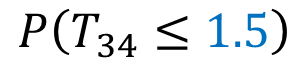 P(T₃₄ ≤ 1.5)